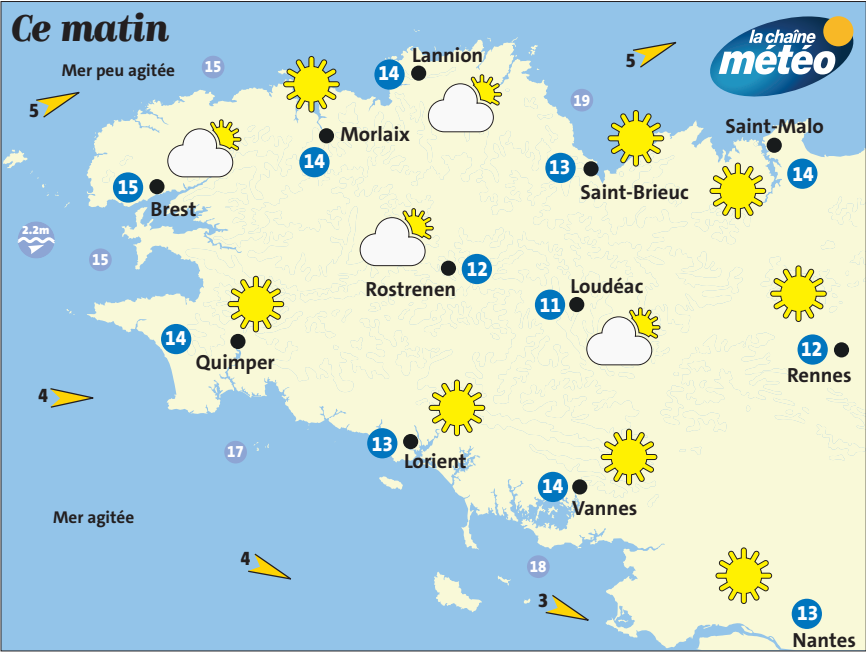 Ce matin
la chaîne
météo
Lannion
14
5
Mer peu agitée
15
5
19
Saint-Malo
Morlaix
14
13
Saint-Brieuc
14
15
Brest
2.2m
15
12
Rostrenen
Loudéac
11
14
Quimper
12
Rennes
4
13
Lorient
17
14
Vannes
Mer agitée
4
18
3
13
Nantes